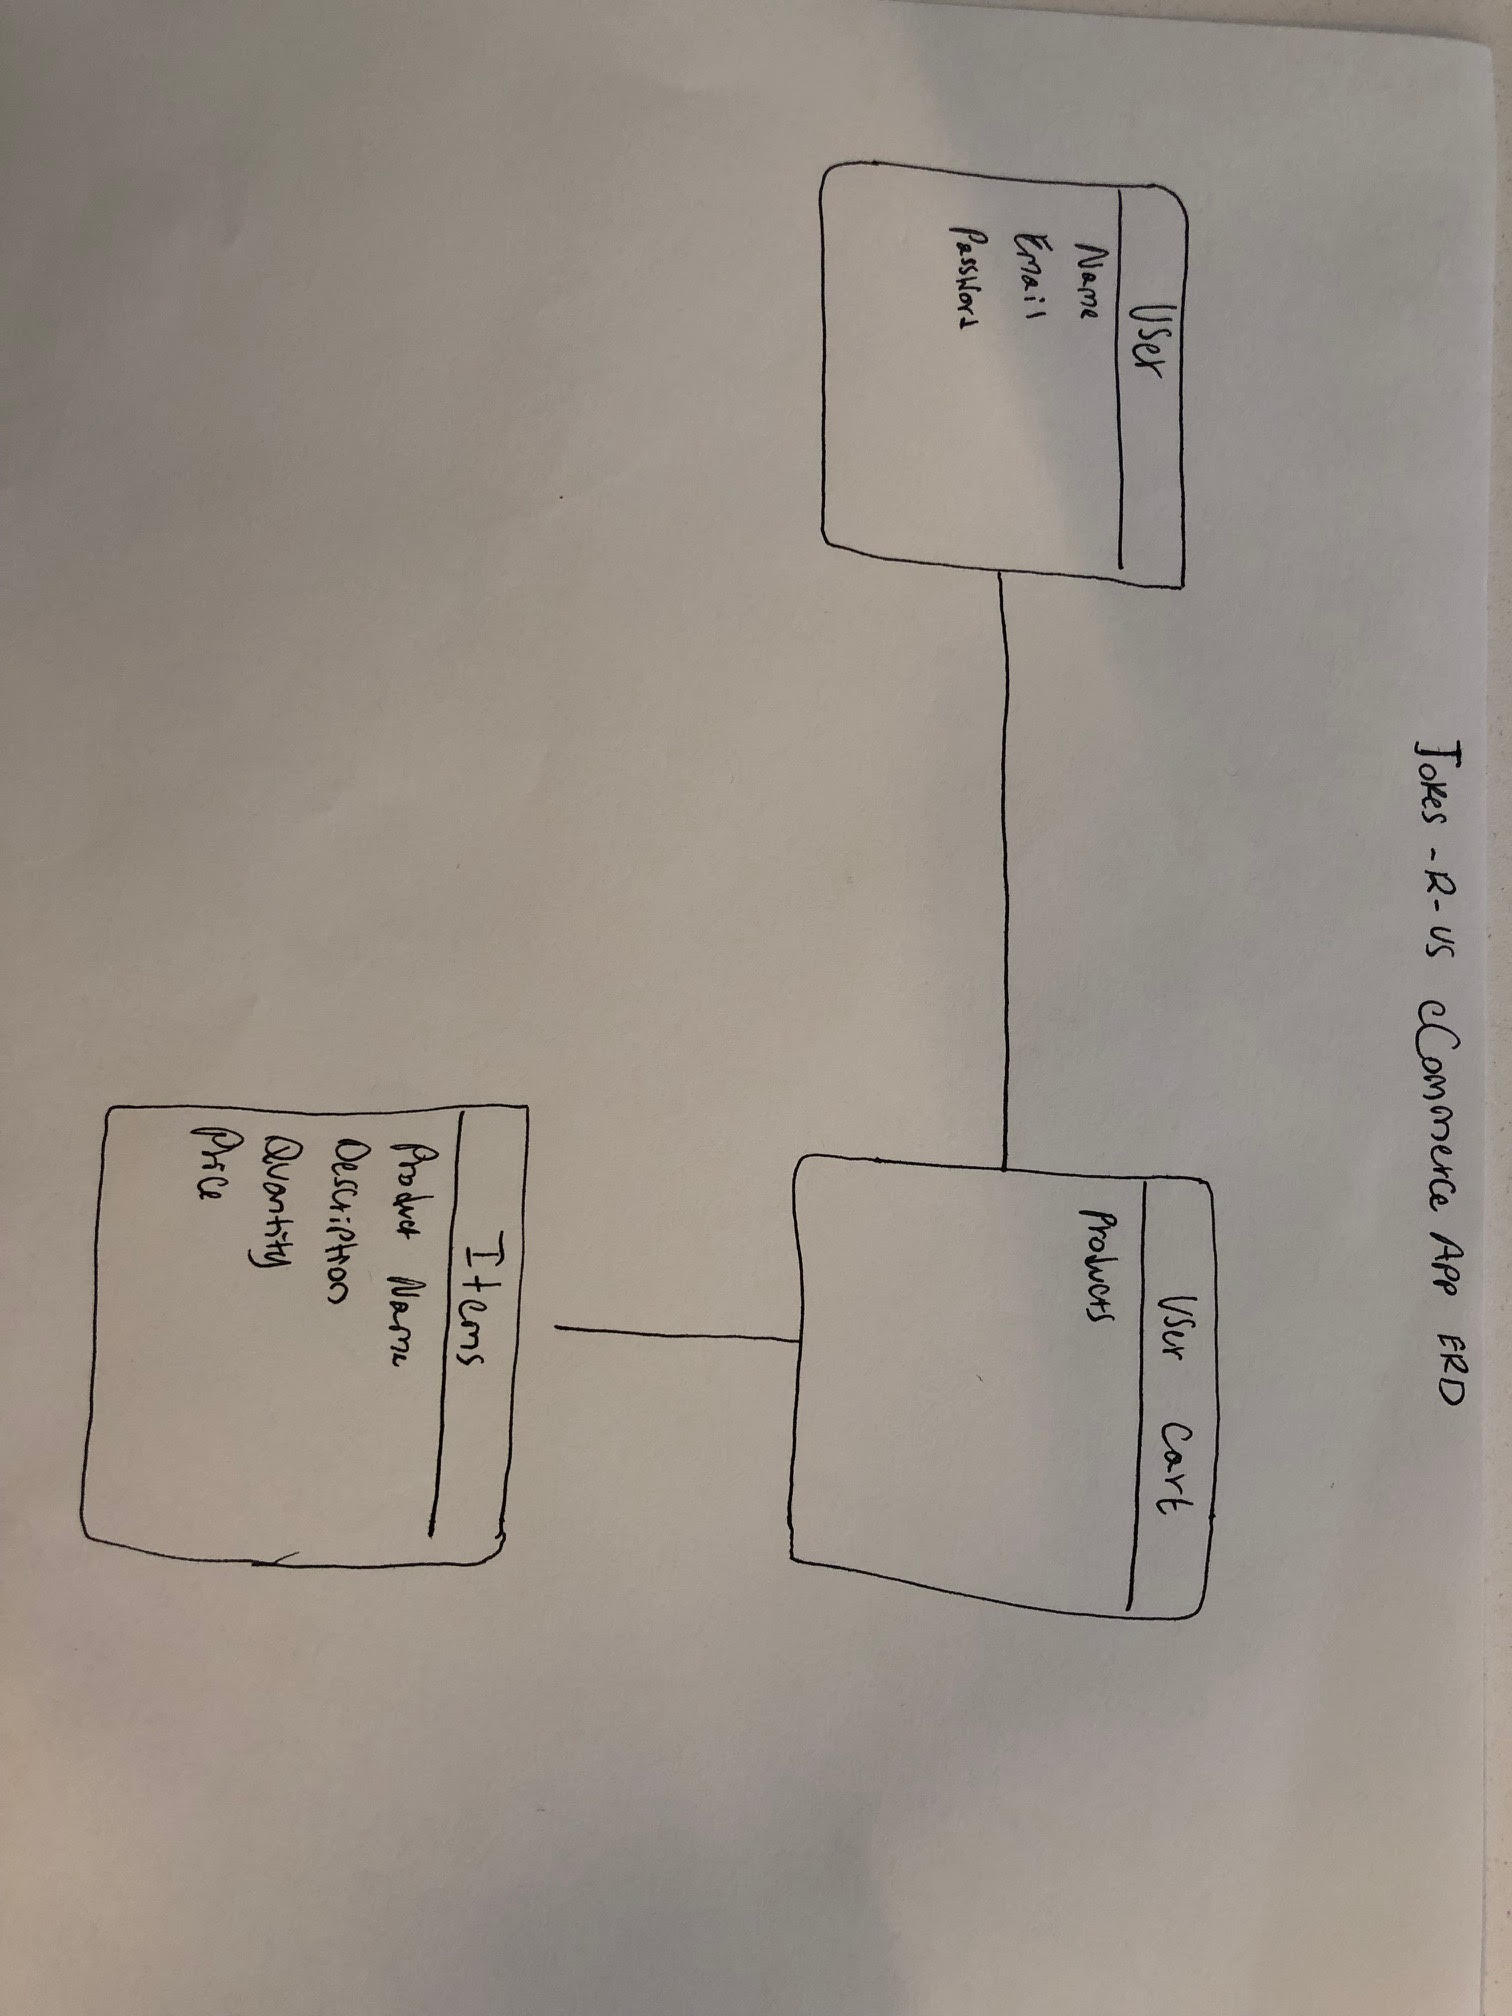 Jokes-R-US eCommerce App ERD
User
Name
Email
Password
User Cart
Products
Items
Product Name
Description
Quantity
Price